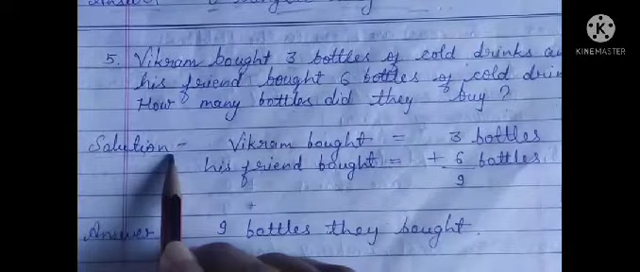 KINEMASTER
5. Vikram bought 3 bottles of cold drinks
his friend bought 6 bottles of cold
How many bottles did they buy ?
Solution - Vikram bought = 3 bottles
his friend bought = + 6 bottles
9
Answer 9 bottles they bought.